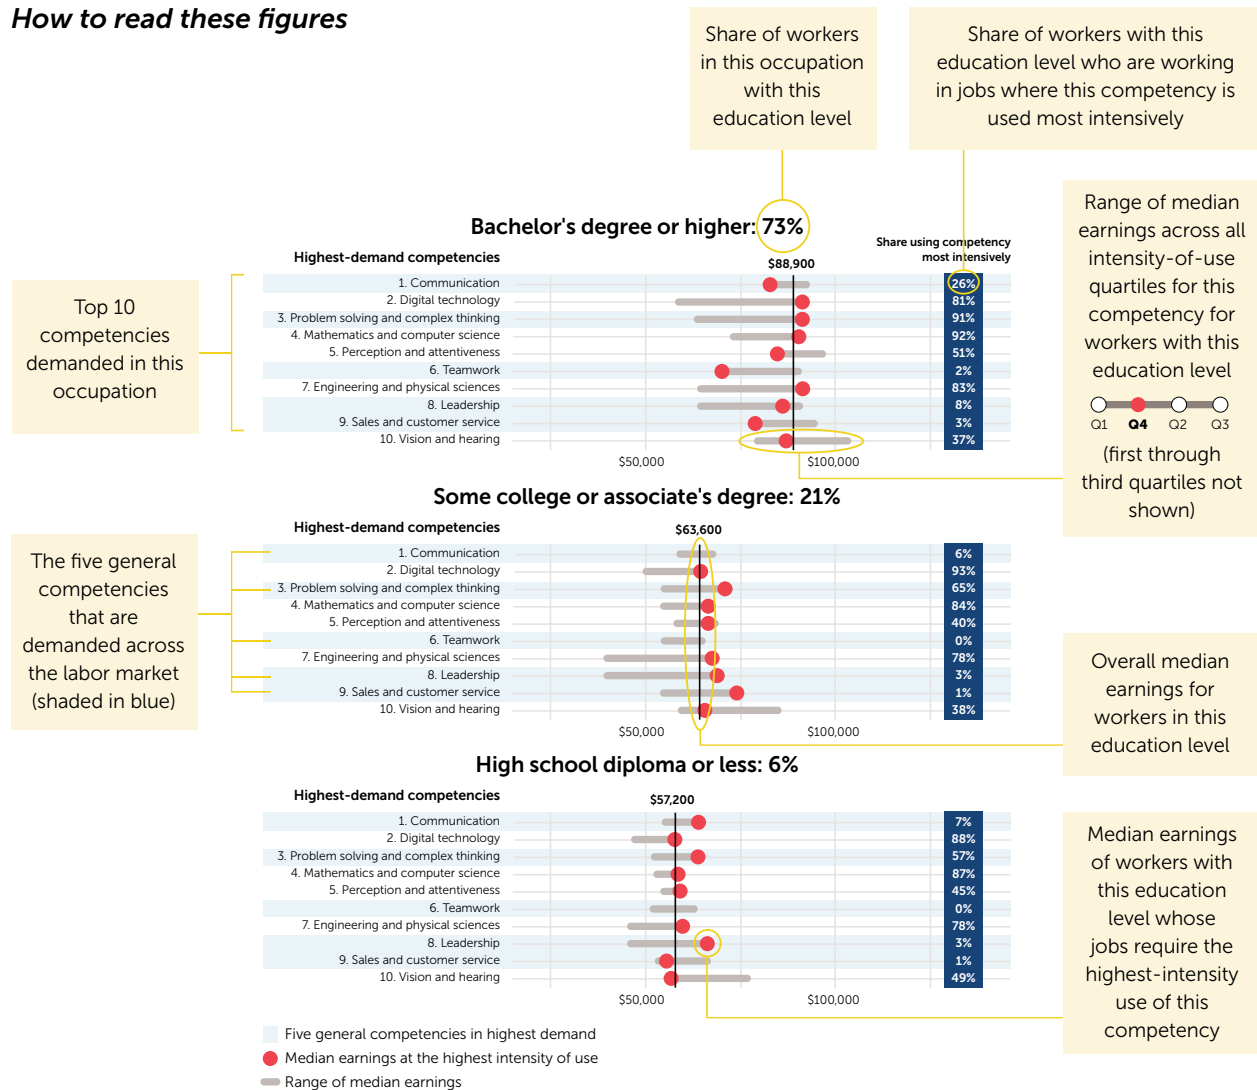 How to read these figures
Share of workers
in this occupation
with this
education level
Share of workers with this
education level who are working
in jobs where this competency is
used most intensively
Range of median
earnings across all
intensity-of-use
quartiles for this
competency for
workers with this
education level
Q1 Q4 Q2 Q3
(first through
third quartiles not
shown)
Top 10
competencies
demanded in this
occupation
Bachelor's degree or higher: 73%
Highest-demand competencies
$88,900
Share using competency
most intensively
1. Communication 26%
2. Digital technology 81%
3. Problem solving and complex thinking 91%
4. Mathematics and computer science 92%
5. Perception and attentiveness 51%
6. Teamwork 2%
7. Engineering and physical sciences 83%
8. Leadership 8%
9. Sales and customer service 3%
10. Vision and hearing 37%
$50,000 $100,000
The five general
competencies
that are
demanded across
the labor market
(shaded in blue)
Some college or associate's degree: 21%
Highest-demand competencies
$63,600
1. Communication 6%
2. Digital technology 93%
3. Problem solving and complex thinking 65%
4. Mathematics and computer science 84%
5. Perception and attentiveness 40%
6. Teamwork 0%
7. Engineering and physical sciences 78%
8. Leadership 3%
9. Sales and customer service 1%
10. Vision and hearing 38%
$50,000 $100,000
Overall median
earnings for
workers in this
education level
High school diploma or less: 6%
Highest-demand competencies
$57,200
1. Communication 7%
2. Digital technology 88%
3. Problem solving and complex thinking 57%
4. Mathematics and computer science 87%
5. Perception and attentiveness 45%
6. Teamwork 0%
7. Engineering and physical sciences 78%
8. Leadership 3%
9. Sales and customer service 1%
10. Vision and hearing 49%
$50,000 $100,000
Median earnings
of workers with
this education
level whose
jobs require the
highest-intensity
use of this
competency
Five general competencies in highest demand
Median earnings at the highest intensity of use
Range of median earnings